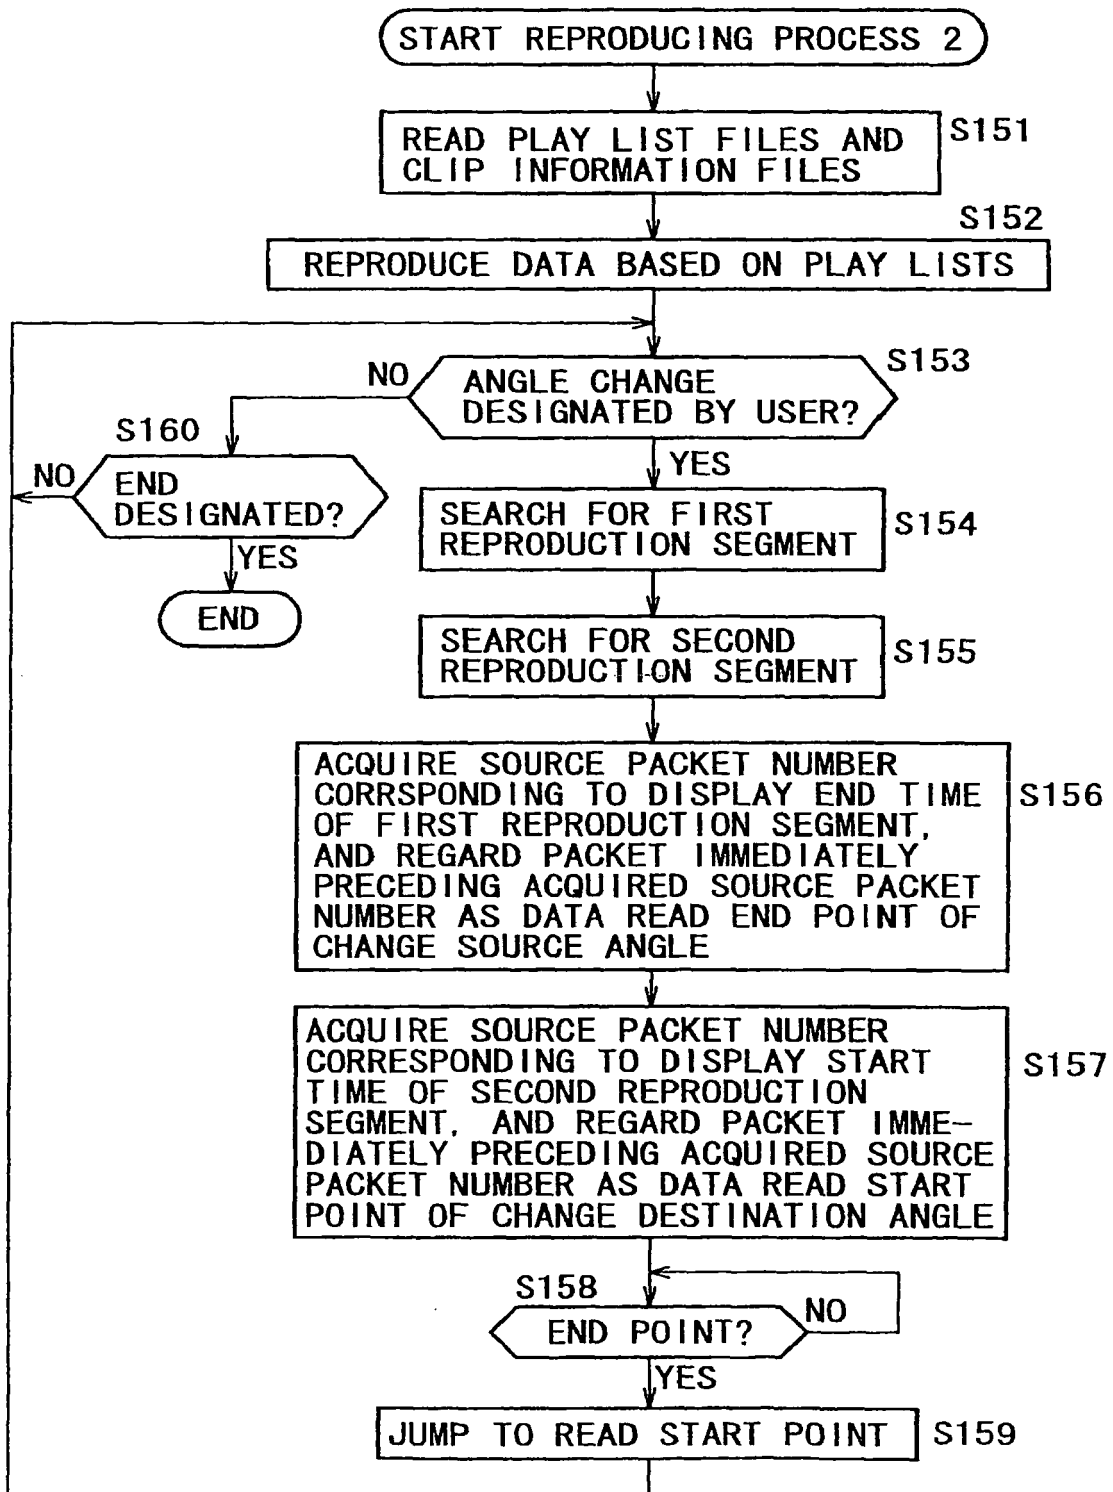 START REPRODUCING PROCESS 2
READ PLAY LIST FILES AND
CLIP INFORMATION FILES
S151
S152
REPRODUCE DATA BASED ON PLAY LISTS
S153
NO
ANGLE CHANGE
DESIGNATED BY USER?
S160
YES
NO
END
DESIGNATED?
SEARCH FOR FIRST
REPRODUCTION SEGMENT
S154
YES
END
SEARCH FOR SECOND
REPRODUCTION SEGMENT
S155
ACQUIRE SOURCE PACKET NUMBER
CORRSPONDING TO DISPLAY END TIME
OF FIRST REPRODUCTION SEGMENT,
AND REGARD PACKET IMMEDIATELY
PRECEDING ACQUIRED SOURCE PACKET
NUMBER AS DATA READ END POINT OF
CHANGE SOURCE ANGLE
S156
ACQUIRE SOURCE PACKET NUMBER
CORRESPONDING TO DISPLAY START
TIME OF SECOND REPRODUCTION
SEGMENT, AND REGARD PACKET IMME-
DIATELY PRECEDING ACQUIRED SOURCE
PACKET NUMBER AS DATA READ START
POINT OF CHANGE DESTINATION ANGLE
S157
S158
END POINT?
NO
YES
JUMP TO READ START POINT
S159